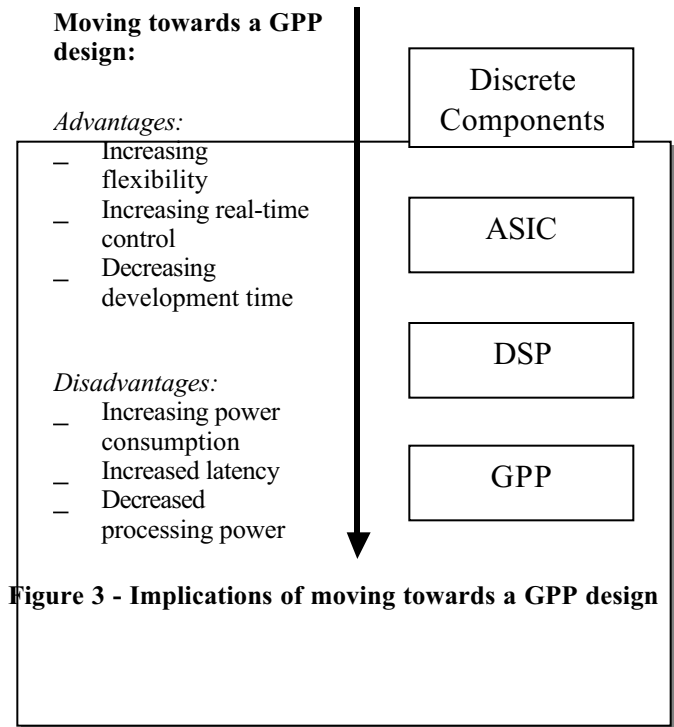 Moving towards a GPP
design:
Advantages:
_ Increasing
flexibility
_ Increasing real-time
control
_ Decreasing
development time
Disadvantages:
_ Increasing power
consumption
_ Increased latency
_ Decreased
processing power
Discrete
Components
ASIC
DSP
GPP
Figure 3 - Implications of moving towards a GPP design